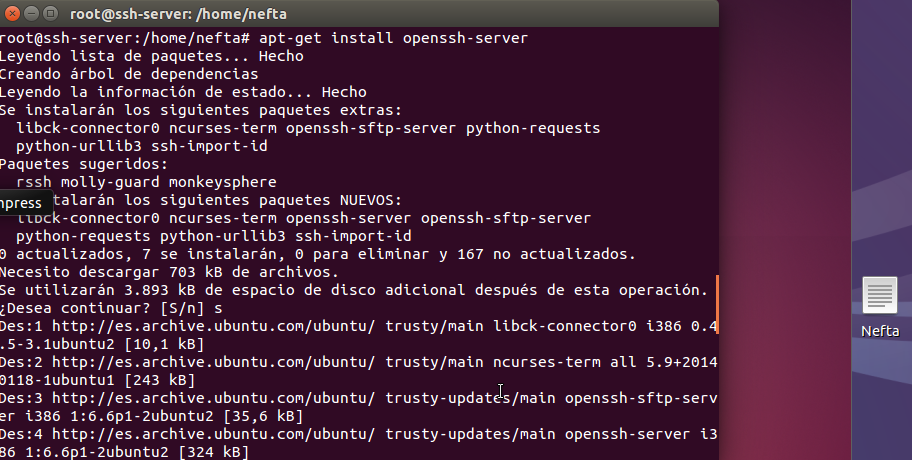 root@ssh-server: /home/nefta
root@ssh-server:/home/nefta# apt-get install openssh-server
Leyendo lista de paquetes... Hecho
Creando árbol de dependencias
Leyendo la información de estado... Hecho
Se instalarán los siguientes paquetes extras:
libck-connector0 ncurses-term openssh-sftp-server python-requests
python-urllib3 ssh-import-id
Paquetes sugeridos:
rssh molly-guard monkeysphere
npress
talarán los siguientes paquetes NUEVOS:
libck-connector0 ncurses-term openssh-server openssh-sftp-server
python-requests python-urllib3 ssh-import-id
0 actualizados, 7 se instalarán, 0 para eliminar y 167 no actualizados.
Necesito descargar 703 kB de archivos.
Se utilizarán 3.893 kB de espacio de disco adicional después de esta operación.
¿Desea continuar? [S/n] s
Des:1 http://es.archive.ubuntu.com/ubuntu/ trusty/main libck-connector0 i386 0.4
.5-3.1ubuntu2 [10,1 kB]
Des:2 http://es.archive.ubuntu.com/ubuntu/ trusty/main ncurses-term all 5.9+2014
0118-1ubuntu1 [243 kB]
Des:3 http://es.archive.ubuntu.com/ubuntu/ trusty-updates/main openssh-sftp-serv
er i386 1:6.6p1-2ubuntu2 [35,6 kB]
Des:4 http://es.archive.ubuntu.com/ubuntu/ trusty-updates/main openssh-server i3
86 1:6.6p1-2ubuntu2 [324 kB]
Nefta